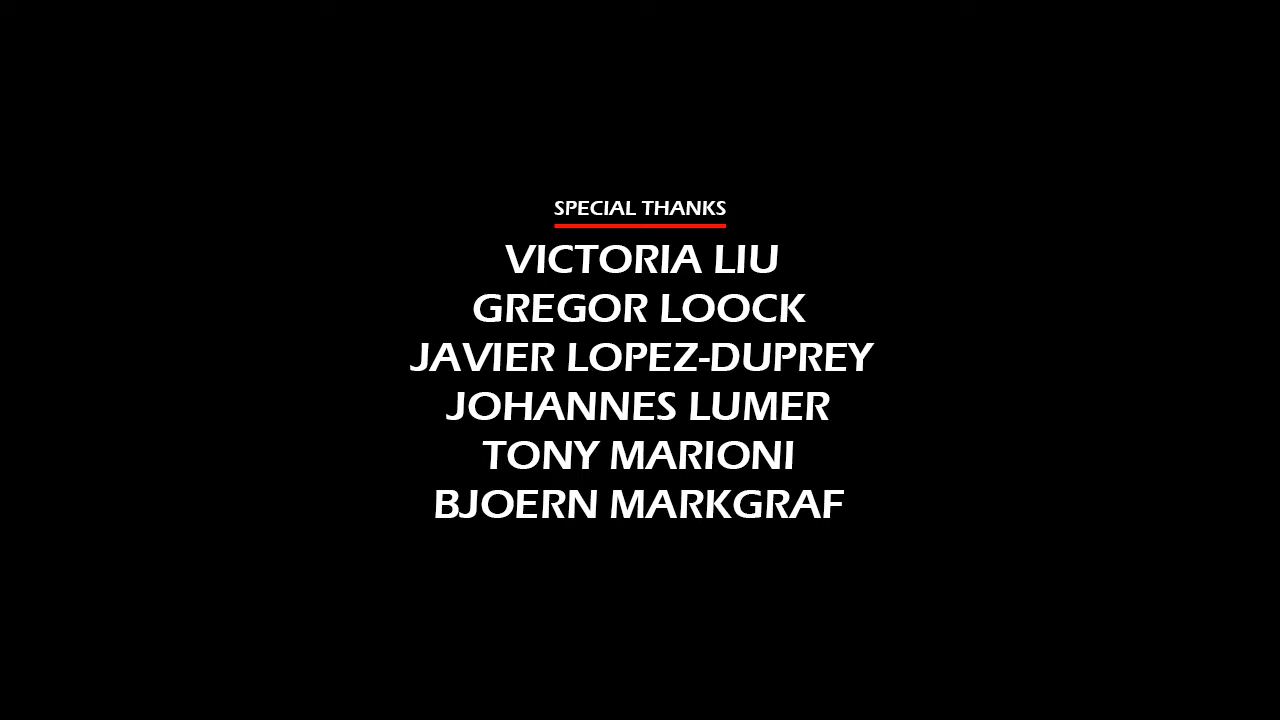 SPECIAL THANKS
VICTORIA LIU
GREGOR LOOCK
JAVIER LOPEZ-DUPREY
JOHANNES LUMER
TONY MARIONI
BJOERN MARKGRAF